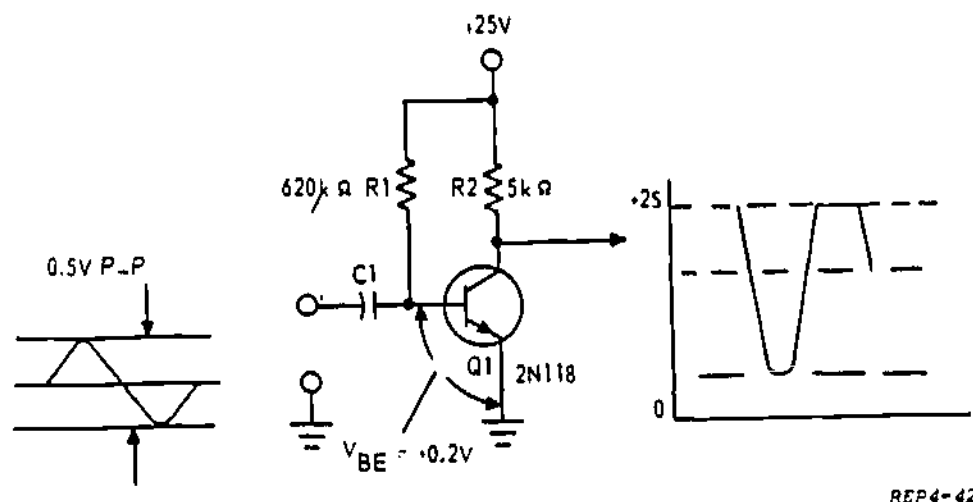 +25V
620k Ω R1
R2 5k Ω
+25
0.5V P-P
C1
Q1
2N118
0
V BE = +0.2V
REP4-42